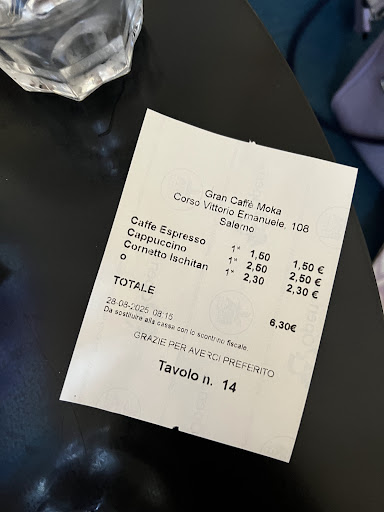 Gran Caffè Moka
Corso Vittorio Emanuele, 108
Salerno
Caffe Espresso 1* 1,50 1,50 €
Cappuccino 1* 2,50 2,50 €
Cornetto Ischitan 1* 2,30 2,30 €
o
TOTALE 6,30€
28-08-2025 08:15
Da sostituire alla cassa con lo scontrino fiscale
GRAZIE PER AVERCI PREFERITO
Tavolo n. 14